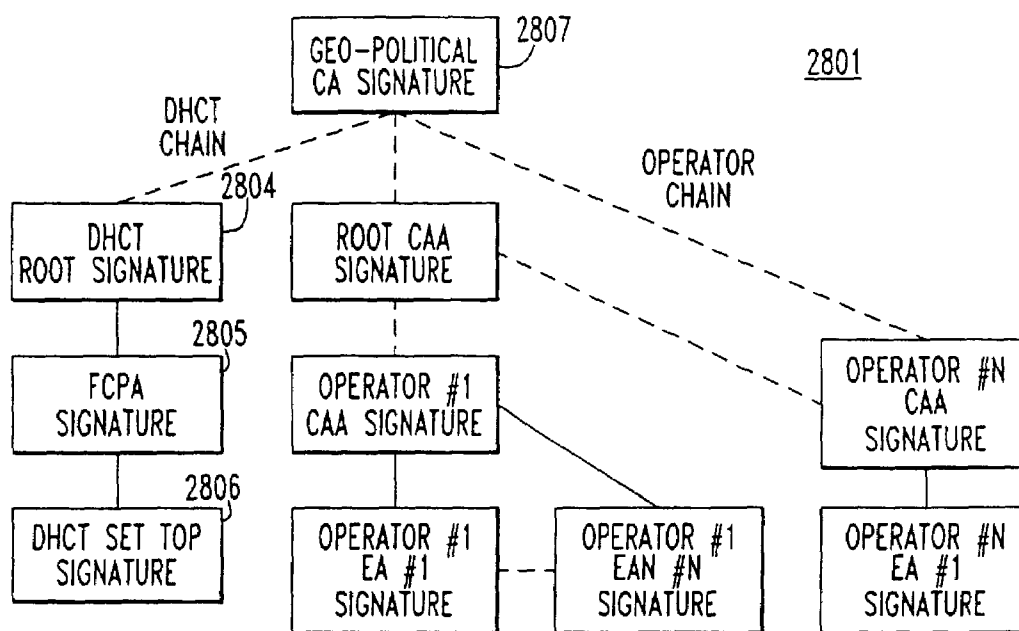 GEO-POLITICAL
CA SIGNATURE
2807
2801
DHCT
CHAIN
OPERATOR
CHAIN
2804
DHCT
ROOT SIGNATURE
ROOT CAA
SIGNATURE
2805
FCPA
SIGNATURE
OPERATOR #1
CAA SIGNATURE
OPERATOR #N
CAA
SIGNATURE
2806
DHCT SET TOP
SIGNATURE
OPERATOR #1
EA #1
SIGNATURE
OPERATOR #1
EAN #N
SIGNATURE
OPERATOR #N
EA #1
SIGNATURE